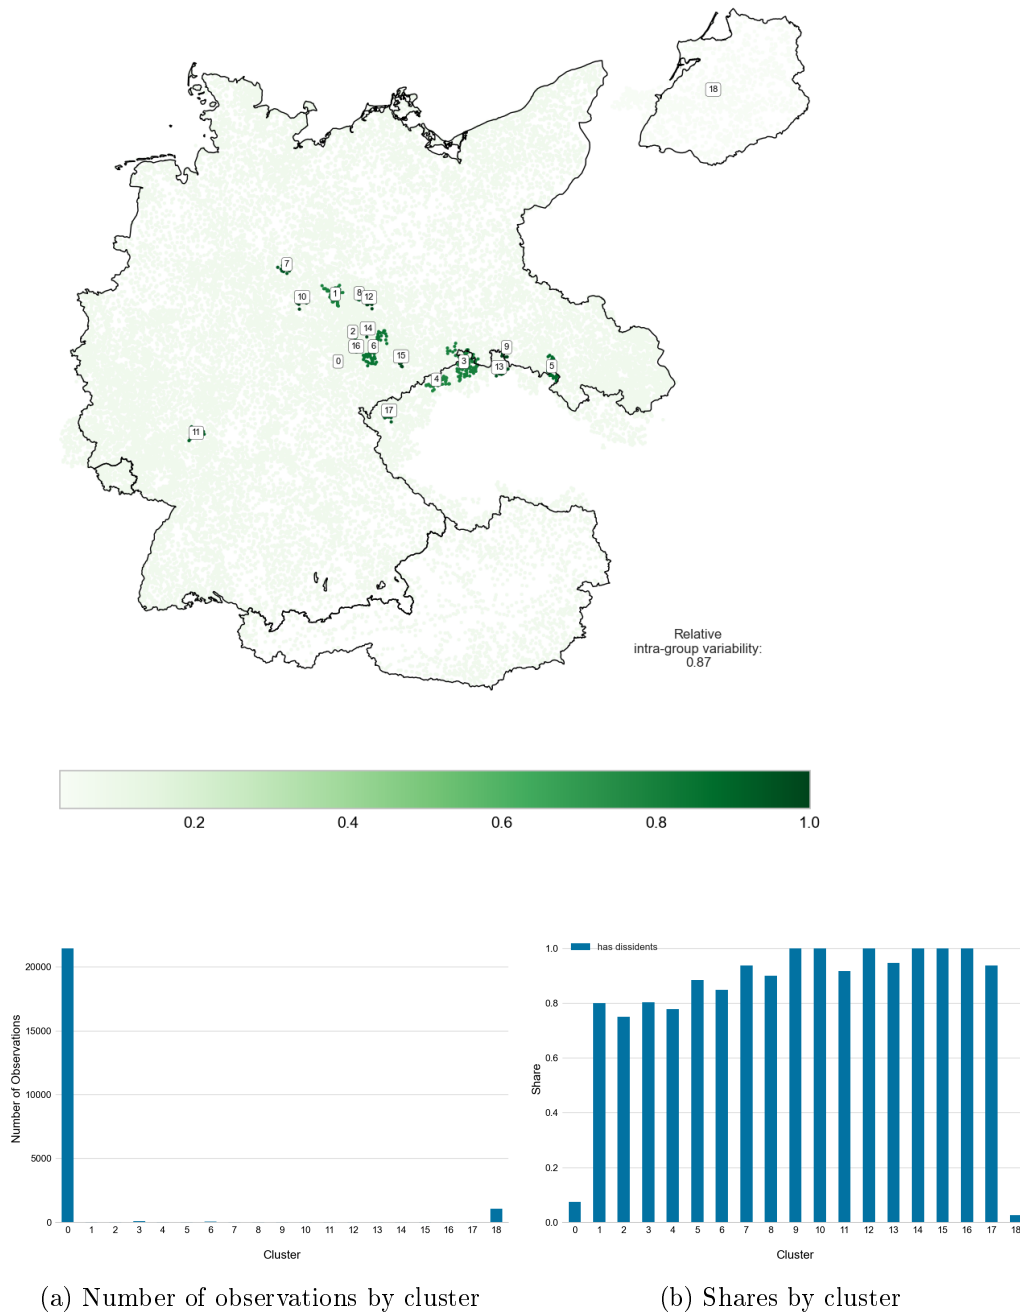 18
7
10
1
8
12
2
14
16
6
0
15
3
9
13
5
4
17
11
Relative
intra-group variability:
0.87
0.2 0.4 0.6 0.8 1.0
Number of Observations
20000
15000
10000
5000
0
0 1 2 3 4 5 6 7 8 9 10 11 12 13 14 15 16 17 18
Cluster
(a) Number of observations by cluster
has dissidents
Share
1.0
0.8
0.6
0.4
0.2
0.0
0 1 2 3 4 5 6 7 8 9 10 11 12 13 14 15 16 17 18
Cluster
(b) Shares by cluster